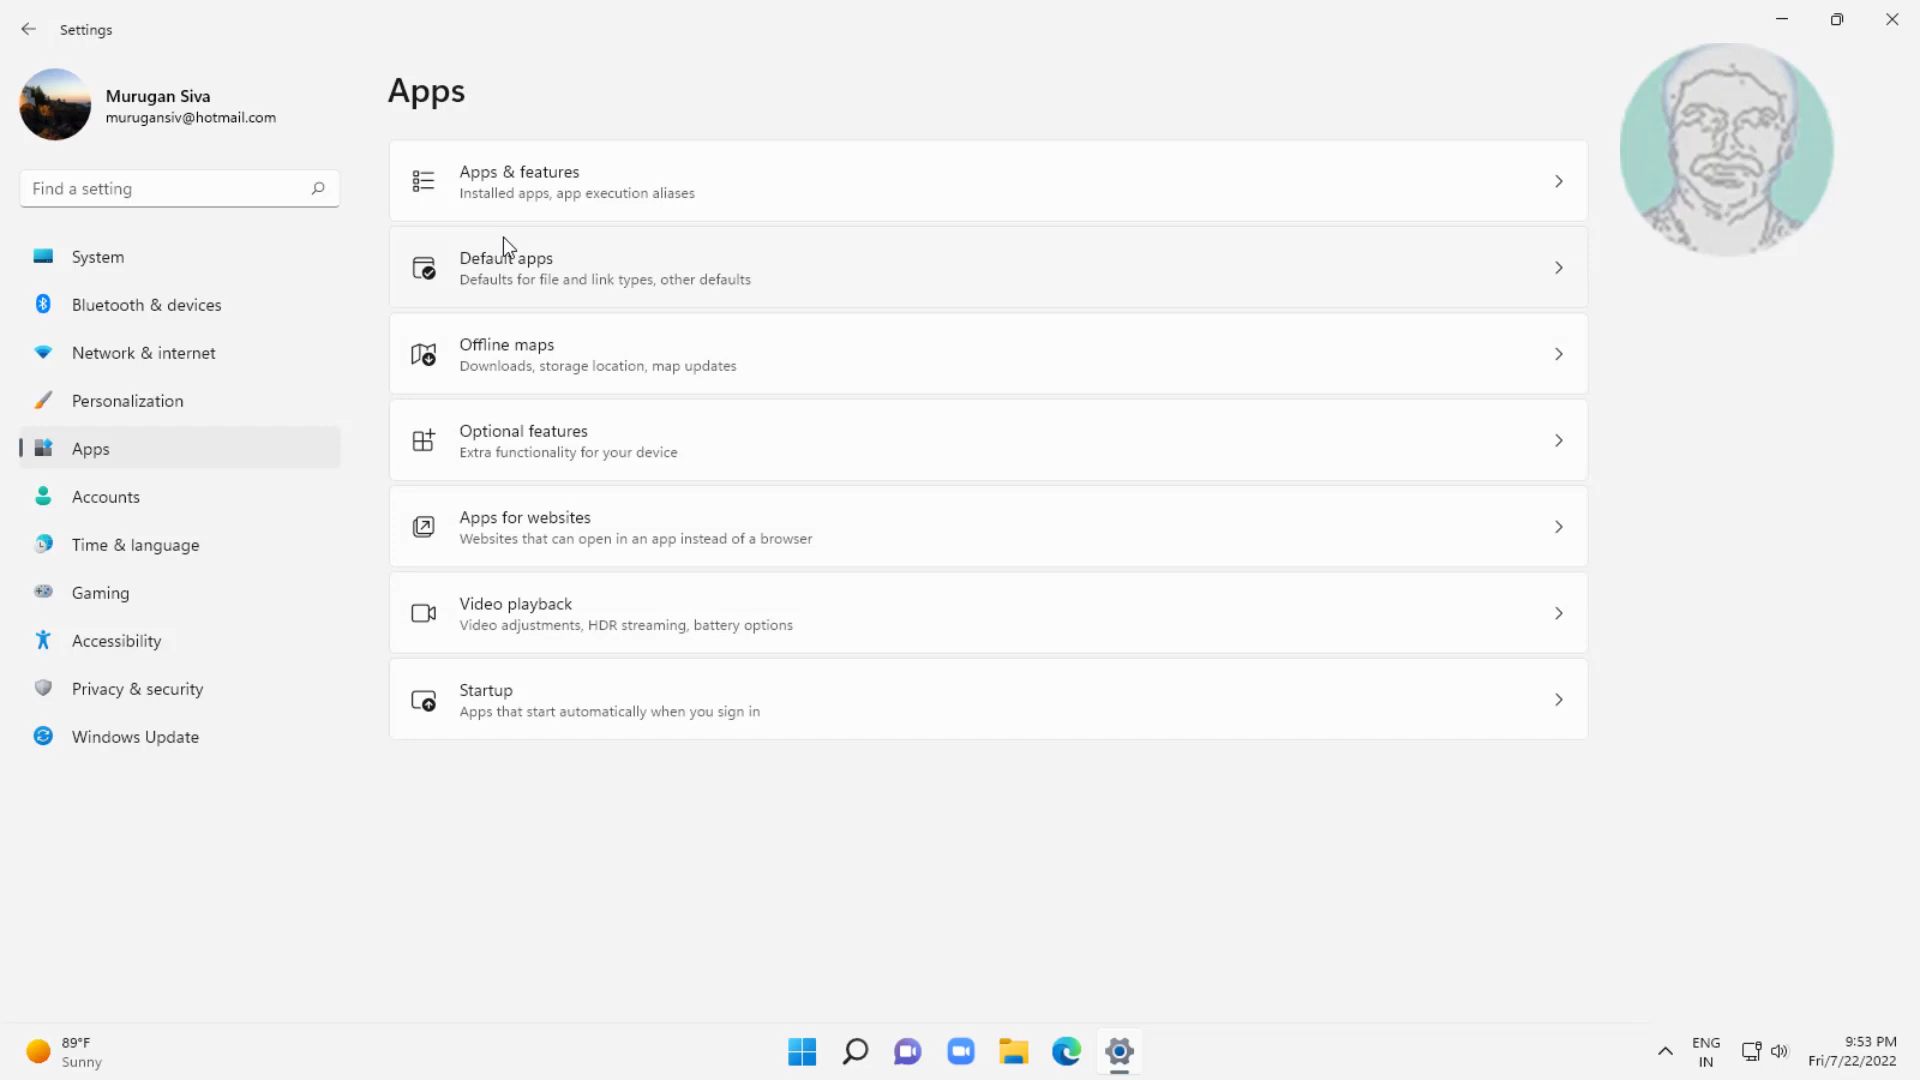 Settings
Murugan Siva
murugansiv@hotmail.com
Find a setting
System
Bluetooth & devices
Network & internet
Personalization
Apps
Accounts
Time & language
Gaming
Accessibility
Privacy & security
Windows Update
Apps
Apps & features
Installed apps, app execution aliases
Default apps
Defaults for file and link types, other defaults
Offline maps
Downloads, storage location, map updates
Optional features
Extra functionality for your device
Apps for websites
Websites that can open in an app instead of a browser
Video playback
Video adjustments, HDR streaming, battery options
Startup
Apps that start automatically when you sign in
89°F
Sunny
ENG
IN
9:53 PM
Fri/7/22/2022